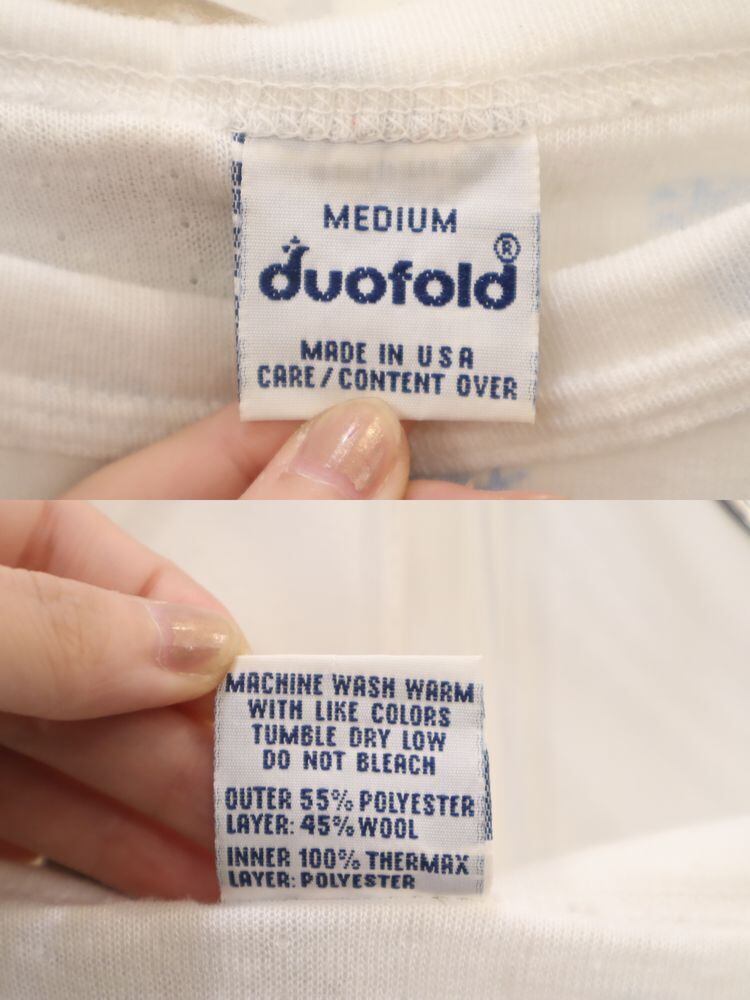 MEDIUM
duofold®
MADE IN USA
CARE/CONTENT OVER
MACHINE WASH WARM
WITH LIKE COLORS
TUMBLE DRY LOW
DO NOT BLEACH
OUTER 55% POLYESTER
LAYER: 45% WOOL
INNER 100% THERMAX
LAYER: POLYESTER